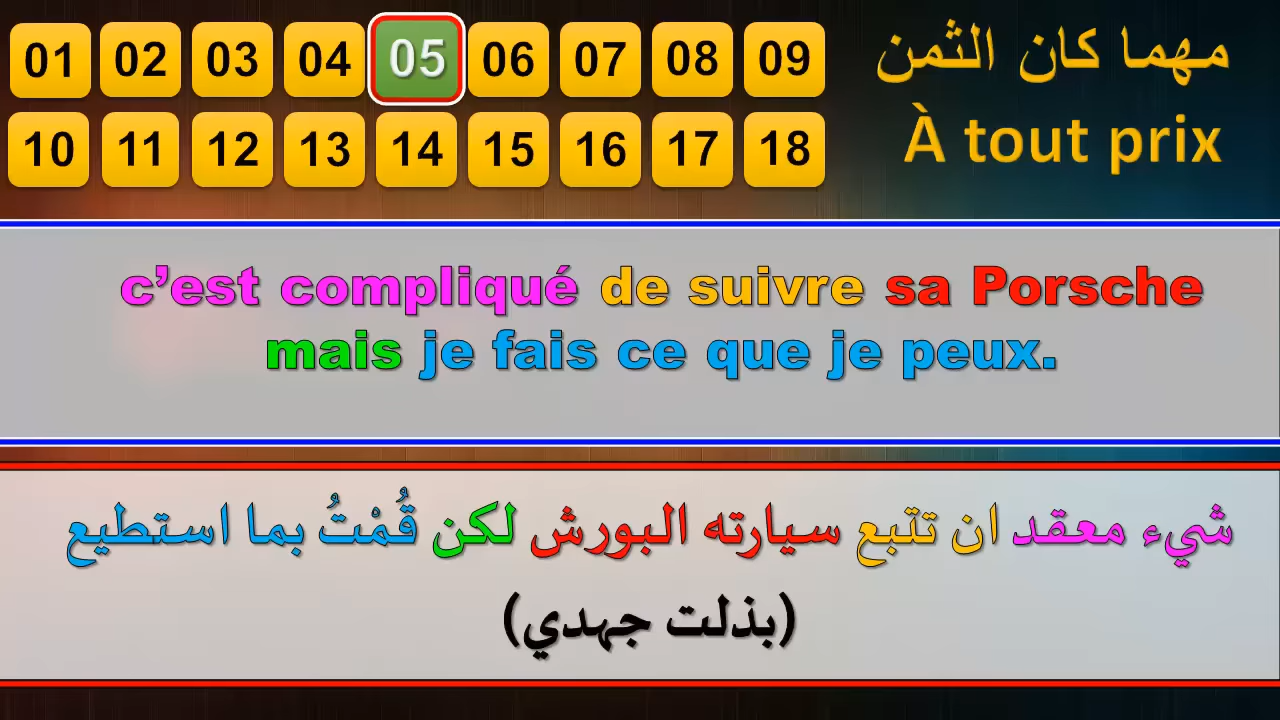 01 02 03 04 05 06 07 08 09
10 11 12 13 14 15 16 17 18
مهما كان الثمن
À tout prix
c’est compliqué de suivre sa Porsche
mais je fais ce que je peux.
شيء معقد ان تتبع سيارته البورش لكن قُمْتُ بما استطيع
(بذلت جهدي)